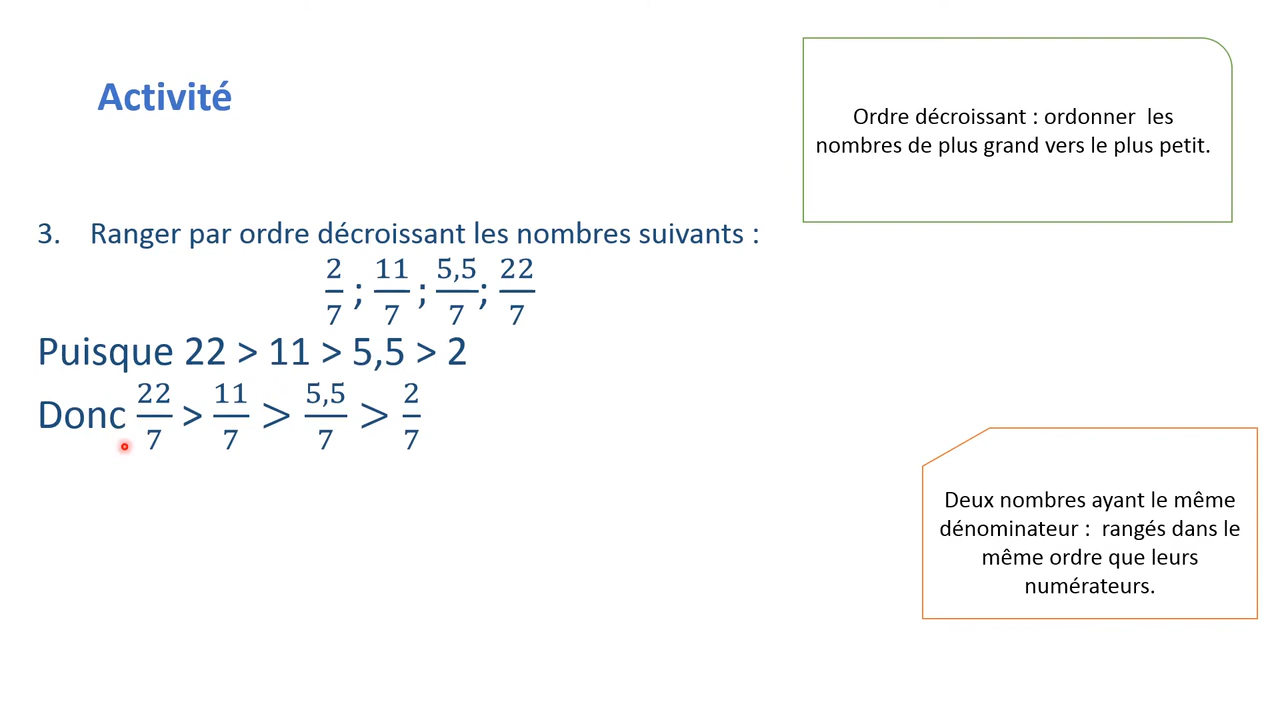 Activité
Ordre décroissant : ordonner les
nombres de plus grand vers le plus petit.
3. Ranger par ordre décroissant les nombres suivants :
2/7 ; 11/7 ; 5,5/7 ; 22/7
Puisque 22 > 11 > 5,5 > 2
Donc 22/7 > 11/7 > 5,5/7 > 2/7
Deux nombres ayant le même
dénominateur : rangés dans le
même ordre que leurs
numérateurs.